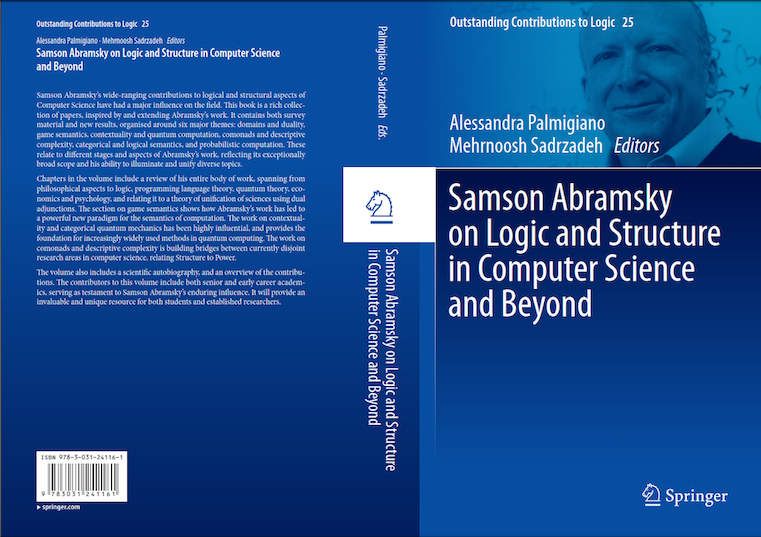 Outstanding Contributions to Logic 25
Alessandra Palmigiano · Mehrnoosh Sadrzadeh Editors
Samson Abramsky on Logic and Structure in Computer Science
and Beyond
Samson Abramsky's wide-ranging contributions to logical and structural aspects of
Computer Science have had a major influence on the field. This book is a rich collec-
tion of papers, inspired by and extending Abramsky's work. It contains both survey
material and new results, organised around six major themes: domains and duality,
game semantics, contextuality and quantum computation, comonads and descriptive
complexity, categorical and logical semantics, and probabilistic computation. These
relate to different stages and aspects of Abramsky's work, reflecting its exceptionally
broad scope and his ability to illuminate and unify diverse topics.
Chapters in the volume include a review of his entire body of work, spanning from
philosophical aspects to logic, programming language theory, quantum theory, eco-
nomics and psychology, and relating it to a theory of unification of sciences using dual
adjunctions. The section on game semantics shows how Abramsky's work has led to
a powerful new paradigm for the semantics of computation. The work on contextual-
ity and categorical quantum mechanics has been highly influential, and provides the
foundation for increasingly widely used methods in quantum computing. The work on
comonads and descriptive complexity is building bridges between currently disjoint
research areas in computer science, relating Structure to Power.
The volume also includes a scientific autobiography, and an overview of the contribu-
tions. The contributors to this volume include both senior and early career academ-
ics, serving as testament to Samson Abramsky's enduring influence. It will provide an
invaluable and unique resource for both students and established researchers.
ISBN 978-3-031-24116-1
9 783031 241161
▸ springer.com
Palmigiano · Sadrzadeh Eds.
Samson Abramsky on Logic and Structure
in Computer Science and Beyond
Outstanding Contributions to Logic 25
Alessandra Palmigiano
Mehrnoosh Sadrzadeh Editors
Samson Abramsky
on Logic and Structure
in Computer Science
and Beyond
Springer